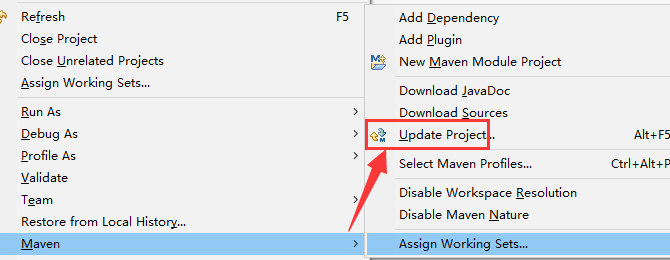 Refresh F5
Close Project
Close Unrelated Projects
Assign Working Sets...
Run As
Debug As
Profile As
Validate
Team
Restore from Local History...
Maven
Add Dependency
Add Plugin
New Maven Module Project
Download JavaDoc
Download Sources
Update Project... Alt+F5
Select Maven Profiles... Ctrl+Alt+P
Disable Workspace Resolution
Disable Maven Nature
Assign Working Sets...